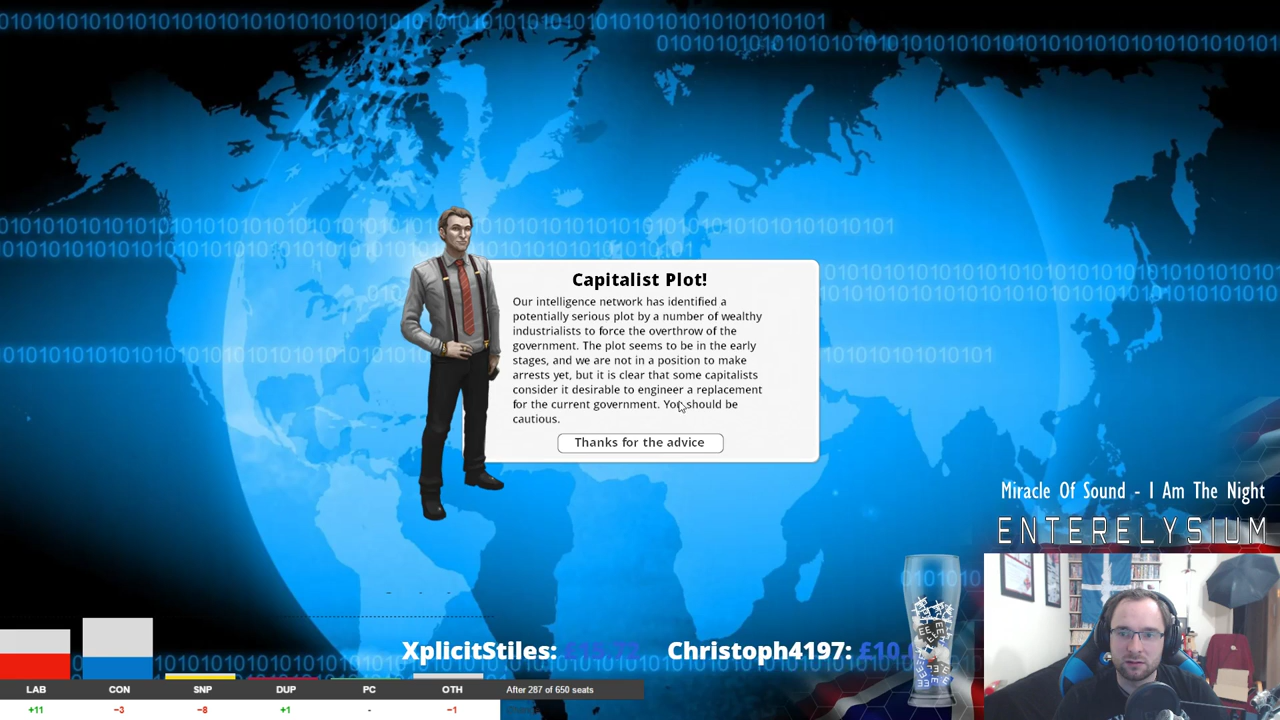 Capitalist Plot!
Our intelligence network has identified a
potentially serious plot by a number of wealthy
industrialists to force the overthrow of the
government. The plot seems to be in the early
stages, and we are not in a position to make
arrests yet, but it is clear that some capitalists
consider it desirable to engineer a replacement
for the current government. You should be
cautious.
Thanks for the advice
Miracle Of Sound - I Am The Night
ENTERELYSIUM
XplicitStiles: £15.72 Christoph4197: £10.
LAB CON SNP DUP PC OTH After 287 of 650 seats
+11 −3 −8 +1 - −1